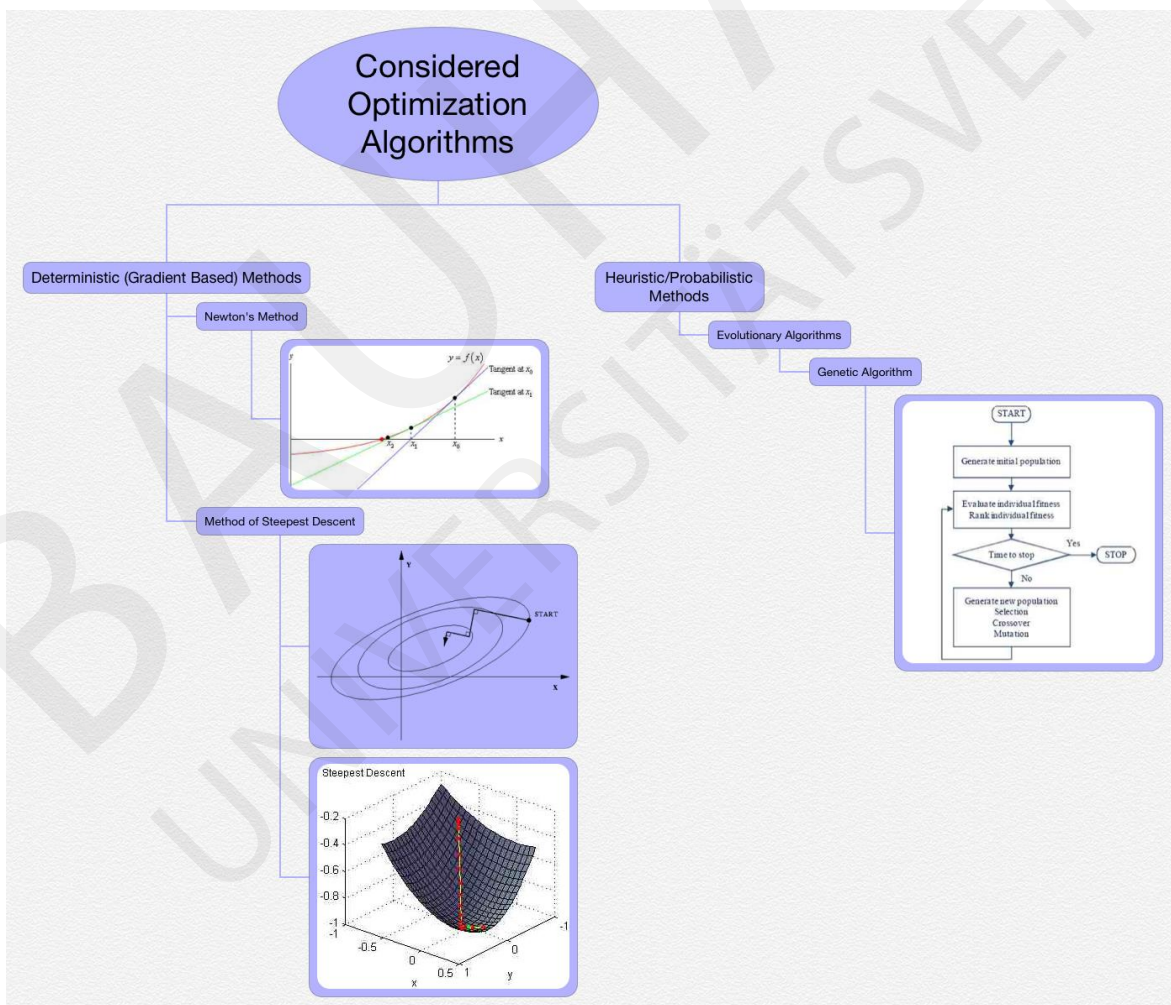 Considered
Optimization
Algorithms
Deterministic (Gradient Based) Methods
Newton's Method
y
y = f(x)
Tangent at x₀
Tangent at x₁
x₂
x₁
x₀
x
Method of Steepest Descent
Y
START
X
Steepest Descent
-0.2
-0.4
-0.6
-0.8
-1
-1
-0.5
0
0.5
x
1
0
-1
y
Heuristic/Probabilistic
Methods
Evolutionary Algorithms
Genetic Algorithm
START
Generate initial population
Evaluate individual fitness
Rank individual fitness
Time to stop
Yes
STOP
No
Generate new population
Selection
Crossover
Mutation
BAUHA
UNIVERSITÄTSVE